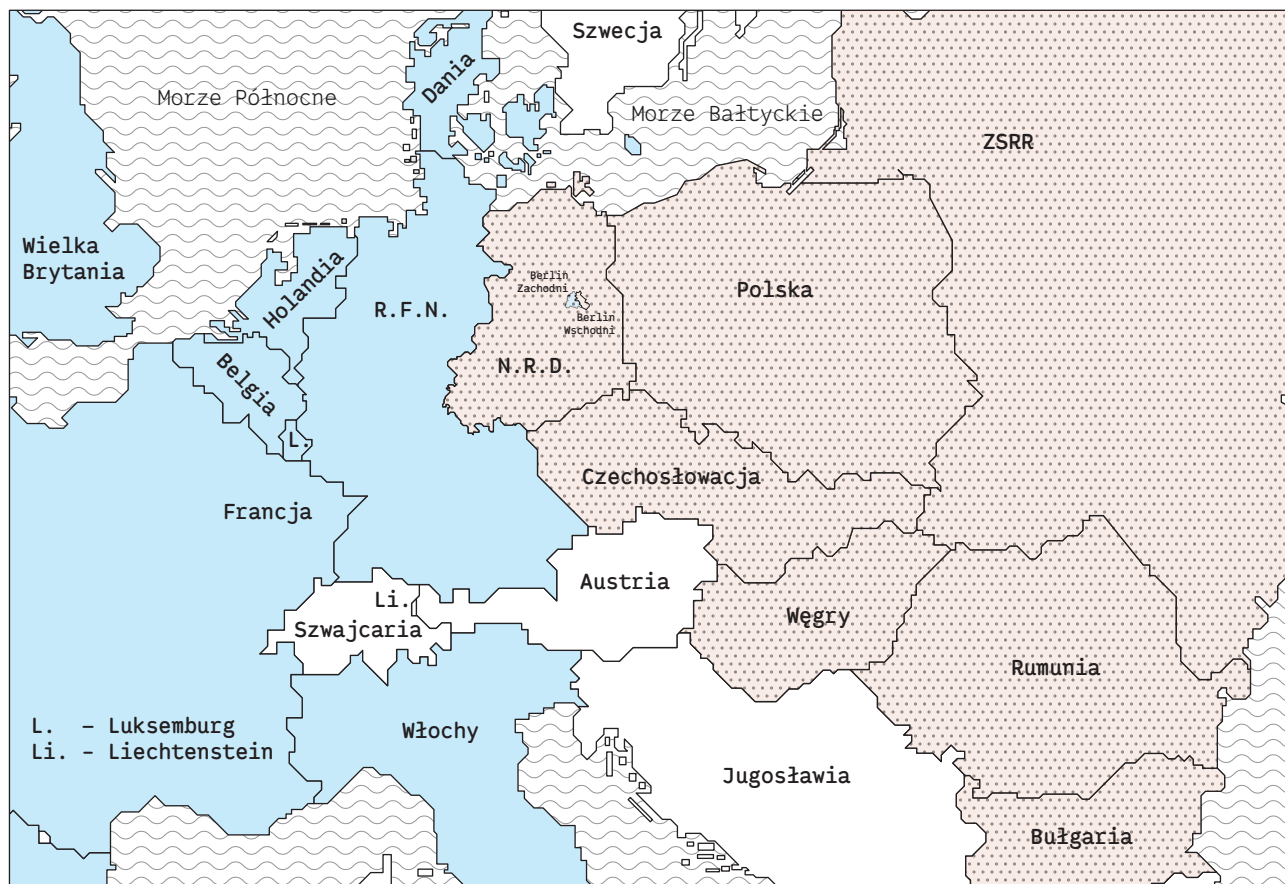 Szwecja
Dania
Morze Północne
Morze Bałtyckie
ZSRR
Wielka
Brytania
Holandia
R.F.N.
Berlin
Zachodni
Berlin
Wschodni
Polska
N.R.D.
Belgia
L.
Czechosłowacja
Francja
Austria
Li.
Szwajcaria
Węgry
Rumunia
L. – Luksemburg
Li. – Liechtenstein
Włochy
Jugosławia
Bułgaria